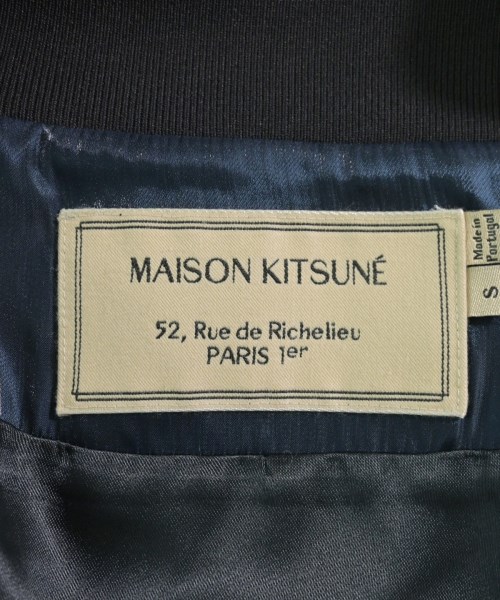 MAISON KITSUNÉ
52, Rue de Richelieu
PARIS 1er
Made in
Portugal
S